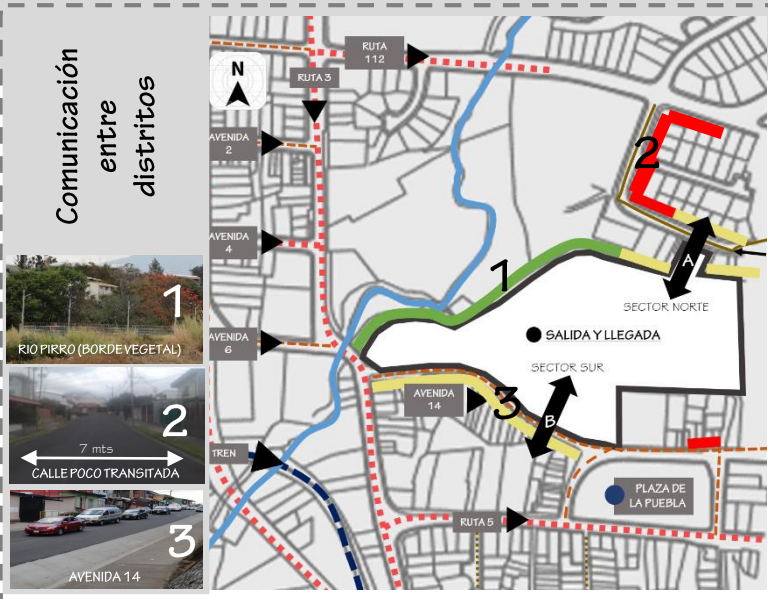 Comunicación
entre
distritos
1
RIO PIRRO (BORDE VEGETAL)
2
7 mts
CALLE POCO TRANSITADA
3
AVENIDA 14
N
RUTA
112
RUTA 3
AVENIDA
2
AVENIDA
4
AVENIDA
6
2
1
A
SECTOR NORTE
SALIDA Y LLEGADA
SECTOR SUR
AVENIDA
14
3
B
TREN
PLAZA DE
LA PUEBLA
RUTA 5